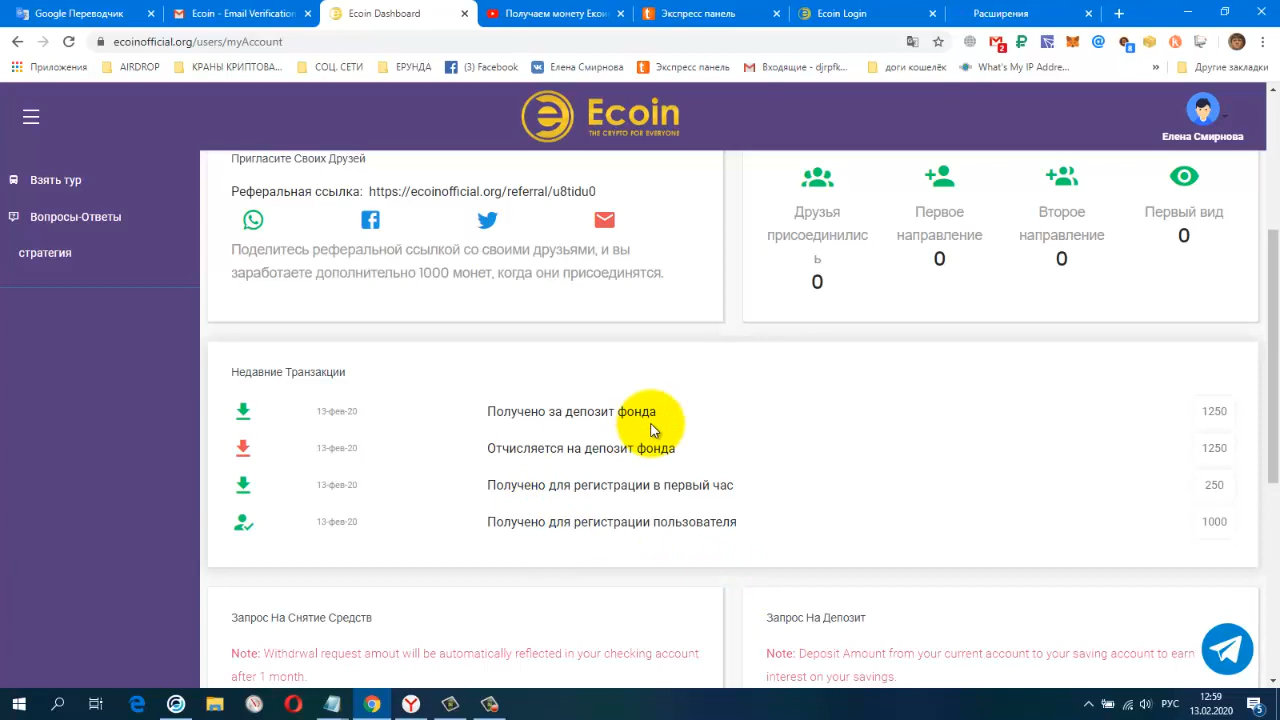 Google Переводчик
Ecoin - Email Verification
Ecoin Dashboard
Получаем монету Екои
Экспресс панель
Ecoin Login
Расширения
ecoinofficial.org/users/myAccount
Приложения
AIRDROP
КРАНЫ КРИПТОВА...
СОЦ. СЕТИ
ЕРУНДА
(3) Facebook
Елена Смирнова
Экспресс панель
Входящие - djrpfk...
доги кошелёк
What's My IP Addre...
»
Другие закладки
Ecoin
THE CRYPTO FOR EVERYONE
Елена Смирнова
Взять тур
Вопросы-Ответы
стратегия
Пригласите Своих Друзей
Реферальная ссылка: https://ecoinofficial.org/referral/u8tidu0
Поделитесь реферальной ссылкой со своими друзьями, и вы
заработаете дополнительно 1000 монет, когда они присоединятся.
Друзья
присоединилис
ь
0
Первое
направление
0
Второе
направление
0
Первый вид
0
Недавние Транзакции
13-фев-20 Получено за депозит фонда 1250
13-фев-20 Отчисляется на депозит фонда 1250
13-фев-20 Получено для регистрации в первый час 250
13-фев-20 Получено для регистрации пользователя 1000
Запрос На Снятие Средств
Note: Withdrwal request amout will be automatically reflected in your checking account
after 1 month.
Запрос На Депозит
Note: Deposit Amount from your current account to your saving account to earn
interest on your savings.
РУС
12:59
13.02.2020